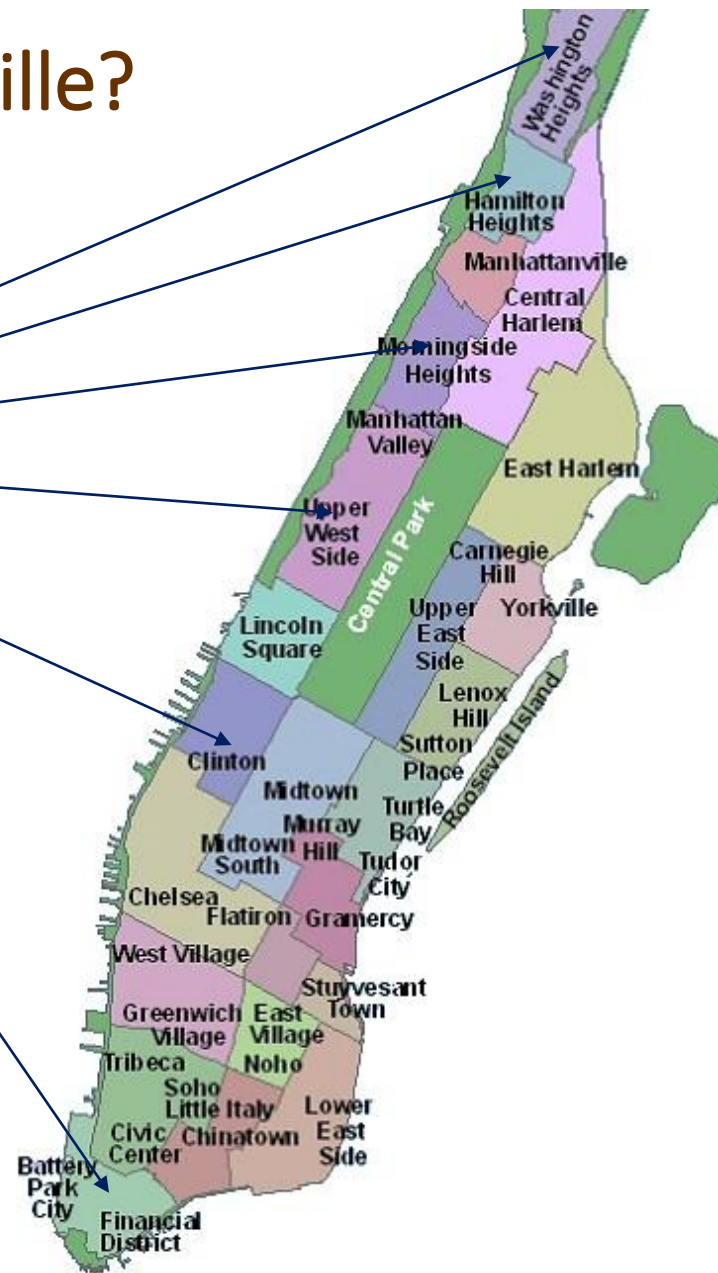 ille?
Washington
Heights
Hamilton
Heights
Manhattanville
Central
Harlem
Morningside
Heights
Manhattan
Valley
East Harlem
Upper
West
Side
Central Park
Carnegie
Hill
Upper
East
Side
Yorkville
Lincoln
Square
Lenox
Hill
Sutton
Place
Roosevelt Island
Clinton
Midtown
Turtle
Bay
Murray
Hill
Midtown
South
Tudor
City
Chelsea
Flatiron
Gramercy
West Village
Stuyvesant
Town
Greenwich
Village
East
Village
Noho
Tribeca
Soho
Little Italy
Lower
East
Side
Civic
Center
Chinatown
Battery
Park
City
Financial
District